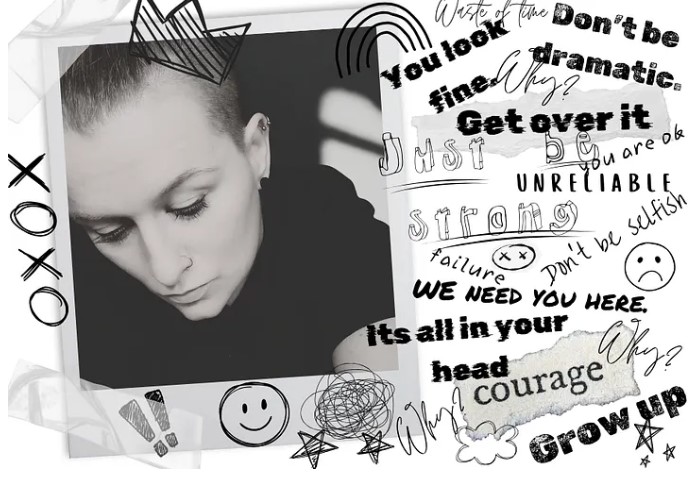 Waste of time
Don't be
dramatic.
You look
fine.
Why?
Get over it
Just be
you are ok
UNRELIABLE
strong
Don't be selfish
failure
WE NEED YOU HERE.
Its all in your
head
Why?
courage
Why?
Grow up
XOXO
!!